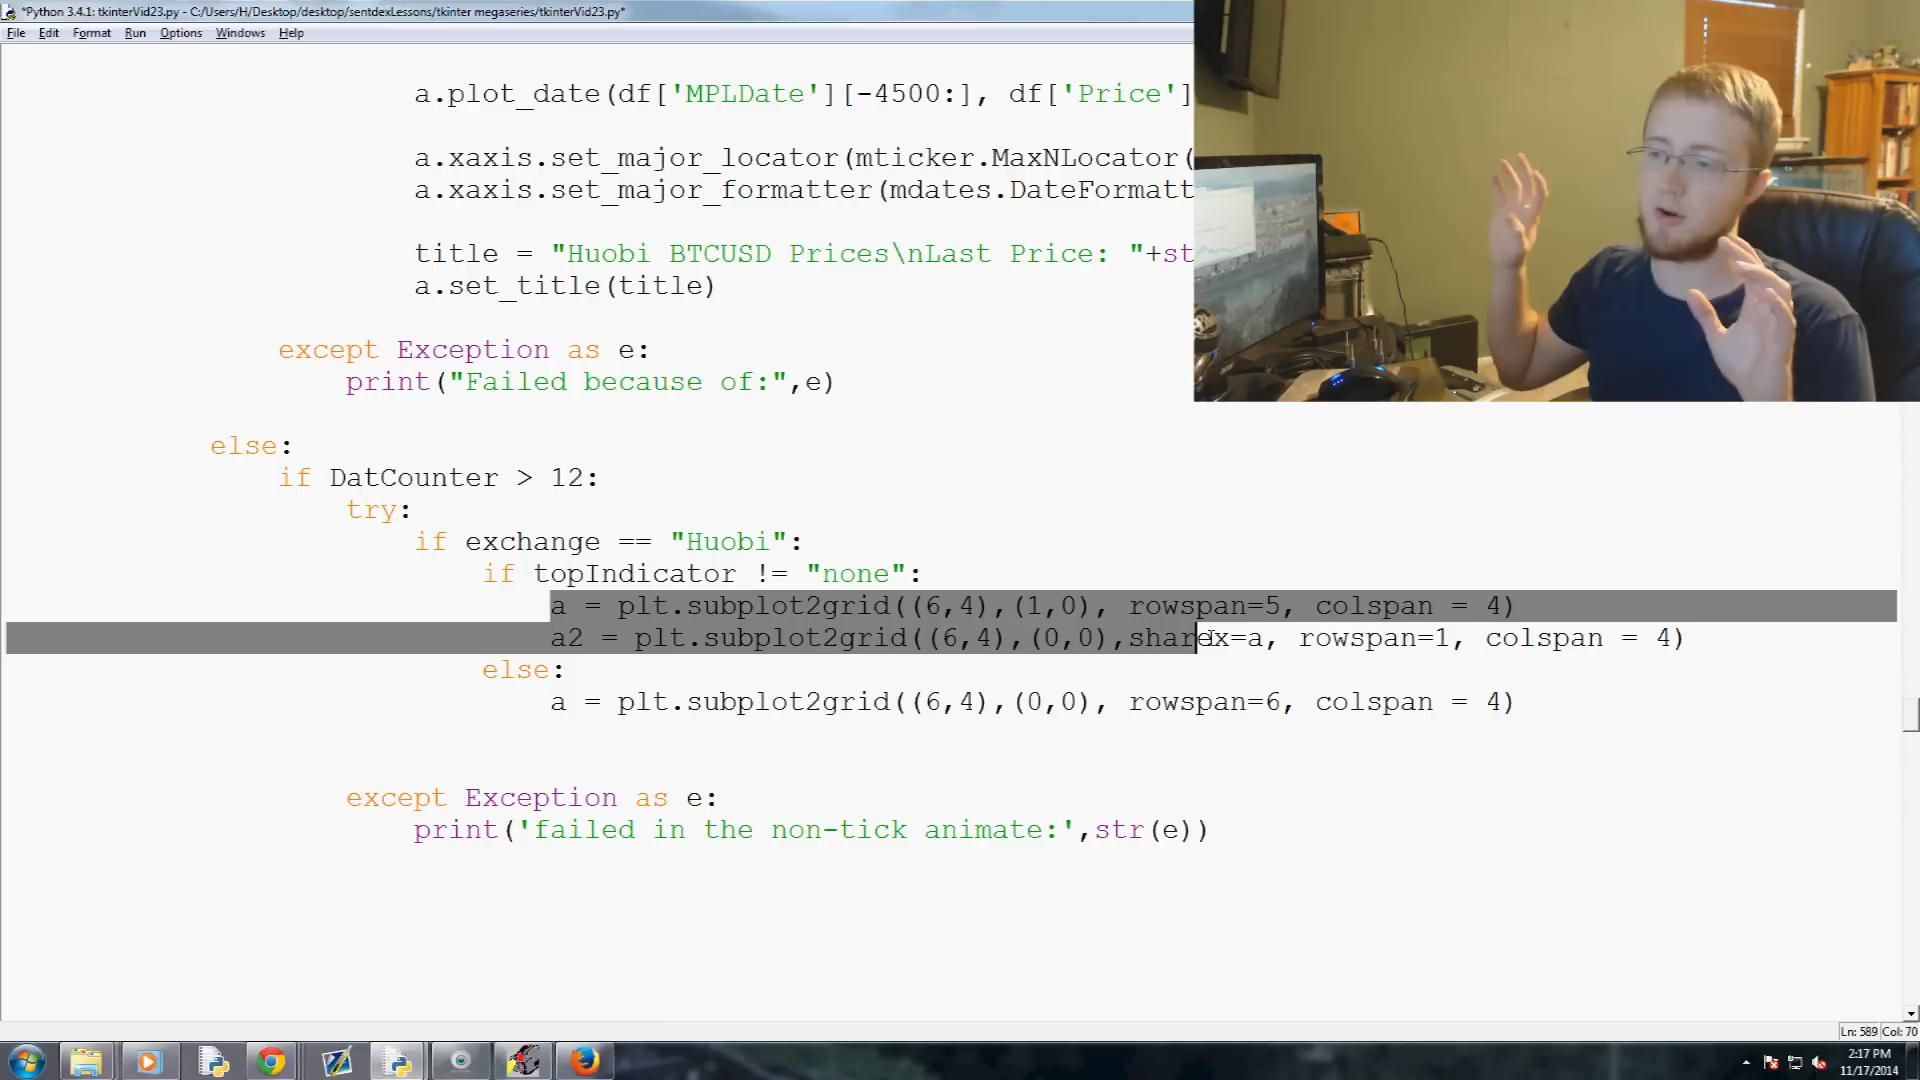 *Python 3.4.1: tkinterVid23.py - C:/Users/H/Desktop/desktop/sentdexLessons/tkinter megaseries/tkinterVid23.py*
File Edit Format Run Options Windows Help
a.plot_date(df['MPLDate'][-4500:], df['Price']
a.xaxis.set_major_locator(mticker.MaxNLocator(
a.xaxis.set_major_formatter(mdates.DateFormatt
title = "Huobi BTCUSD Prices\nLast Price: "+st
a.set_title(title)
except Exception as e:
print("Failed because of:",e)
else:
if DatCounter > 12:
try:
if exchange == "Huobi":
if topIndicator != "none":
a = plt.subplot2grid((6,4),(1,0), rowspan=5, colspan = 4)
a2 = plt.subplot2grid((6,4),(0,0),sharex=a, rowspan=1, colspan = 4)
else:
a = plt.subplot2grid((6,4),(0,0), rowspan=6, colspan = 4)
except Exception as e:
print('failed in the non-tick animate:',str(e))
Ln: 589 Col: 70
2:17 PM
11/17/2014